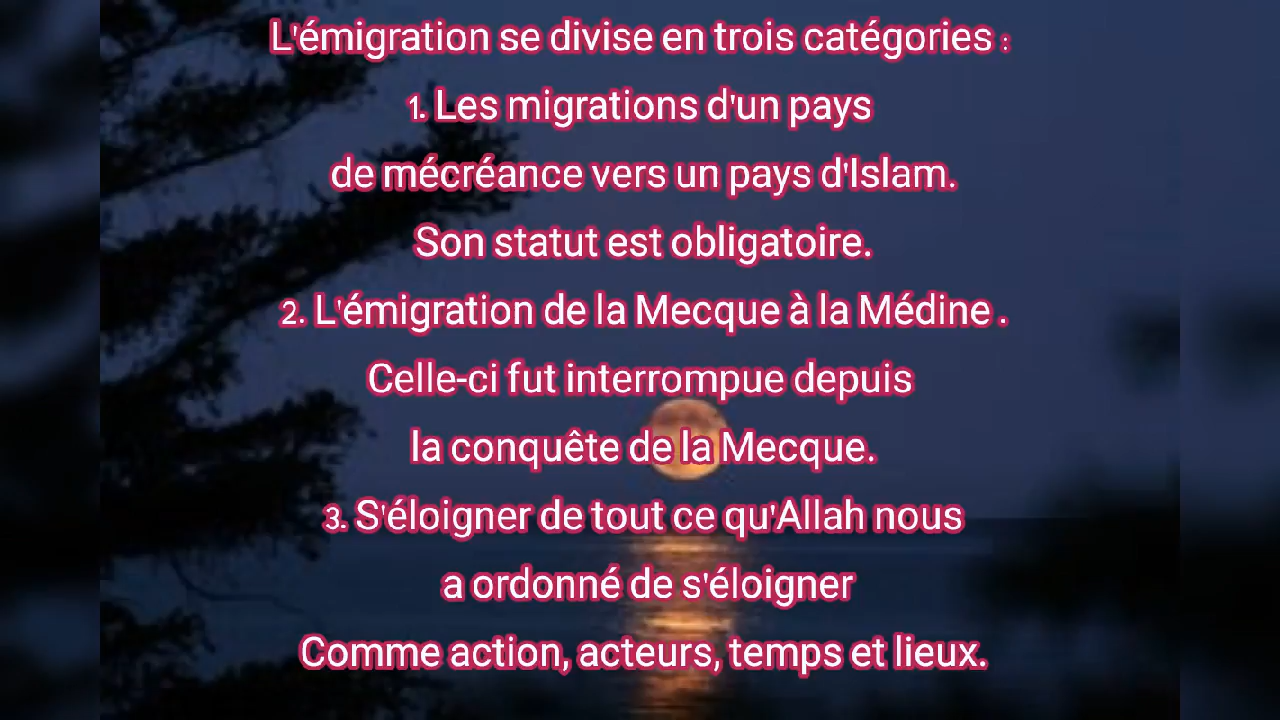 L'émigration se divise en trois catégories :
1. Les migrations d'un pays
de mécréance vers un pays d'Islam.
Son statut est obligatoire.
2. L'émigration de la Mecque à la Médine .
Celle-ci fut interrompue depuis
la conquête de la Mecque.
3. S'éloigner de tout ce qu'Allah nous
a ordonné de s'éloigner
Comme action, acteurs, temps et lieux.